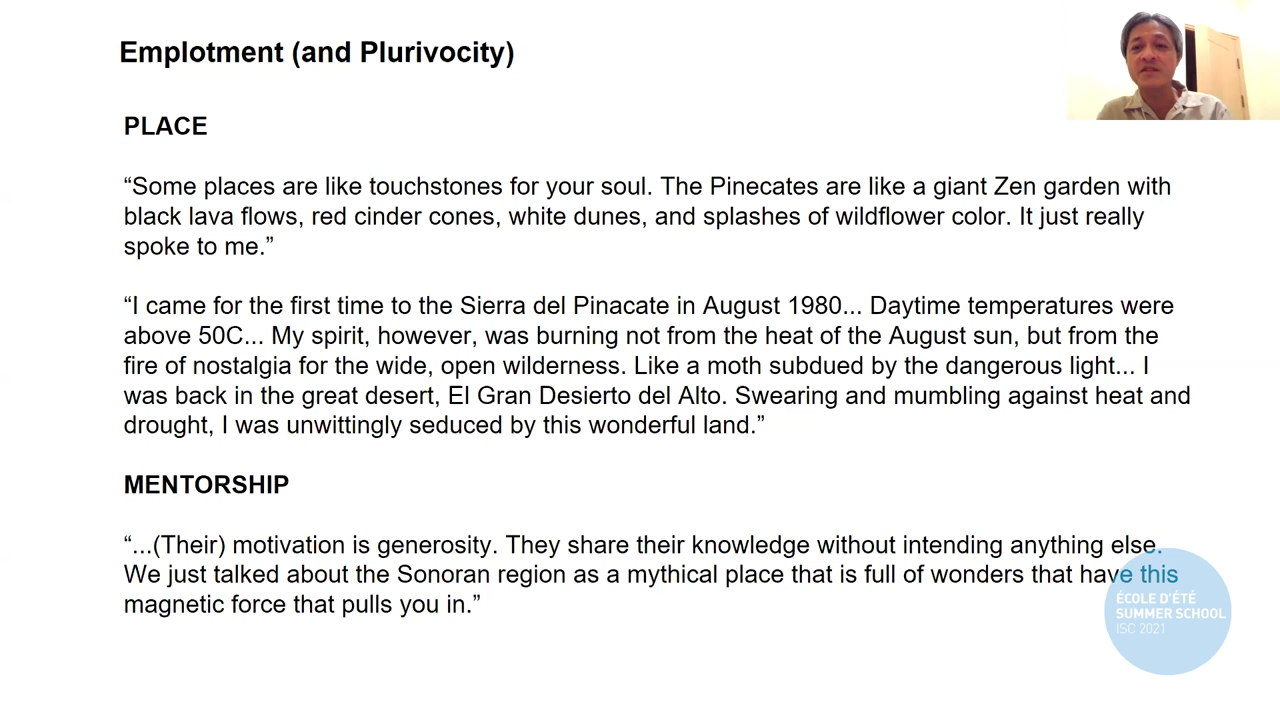 Emplotment (and Plurivocity)
PLACE
“Some places are like touchstones for your soul. The Pinecates are like a giant Zen garden with
black lava flows, red cinder cones, white dunes, and splashes of wildflower color. It just really
spoke to me.”
“I came for the first time to the Sierra del Pinacate in August 1980... Daytime temperatures were
above 50C... My spirit, however, was burning not from the heat of the August sun, but from the
fire of nostalgia for the wide, open wilderness. Like a moth subdued by the dangerous light... I
was back in the great desert, El Gran Desierto del Alto. Swearing and mumbling against heat and
drought, I was unwittingly seduced by this wonderful land.”
MENTORSHIP
“...(Their) motivation is generosity. They share their knowledge without intending anything else.
We just talked about the Sonoran region as a mythical place that is full of wonders that have this
magnetic force that pulls you in.”
ÉCOLE D'ÉTÉ
SUMMER SCHOOL
ISC 2021